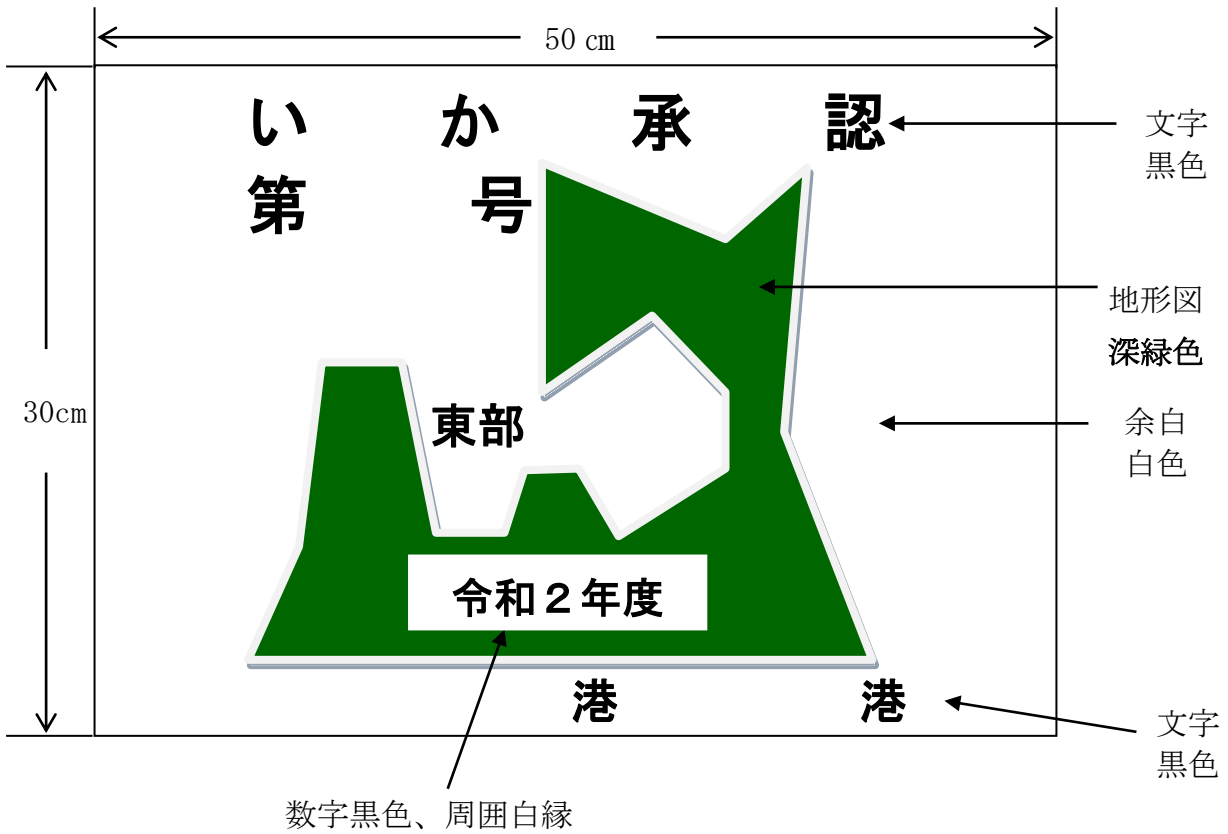 50 cm
い か 承 認
文字
黒色
第 号
地形図
深緑色
30cm
東部
余白
白色
令和２年度
港 港
文字
黒色
数字黒色、周囲白縁